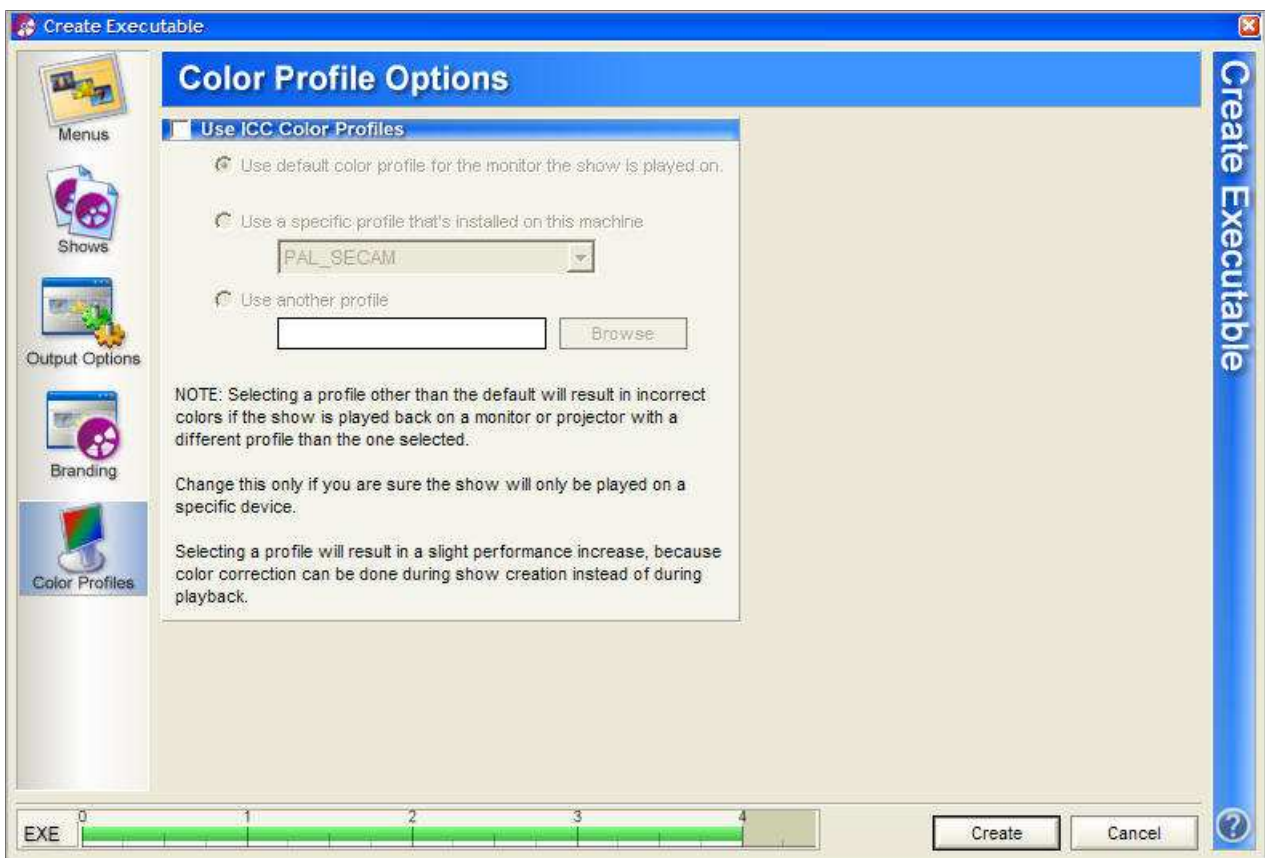 Create Executable
Color Profile Options
Menus
Shows
Output Options
Branding
Color Profiles
Use ICC Color Profiles
Use default color profile for the monitor the show is played on.
Use a specific profile that's installed on this machine
PAL_SECAM
Use another profile
Browse
NOTE: Selecting a profile other than the default will result in incorrect
colors if the show is played back on a monitor or projector with a
different profile than the one selected.
Change this only if you are sure the show will only be played on a
specific device.
Selecting a profile will result in a slight performance increase, because
color correction can be done during show creation instead of during
playback.
Create Executable
EXE
0 1 2 3 4
Create
Cancel
?